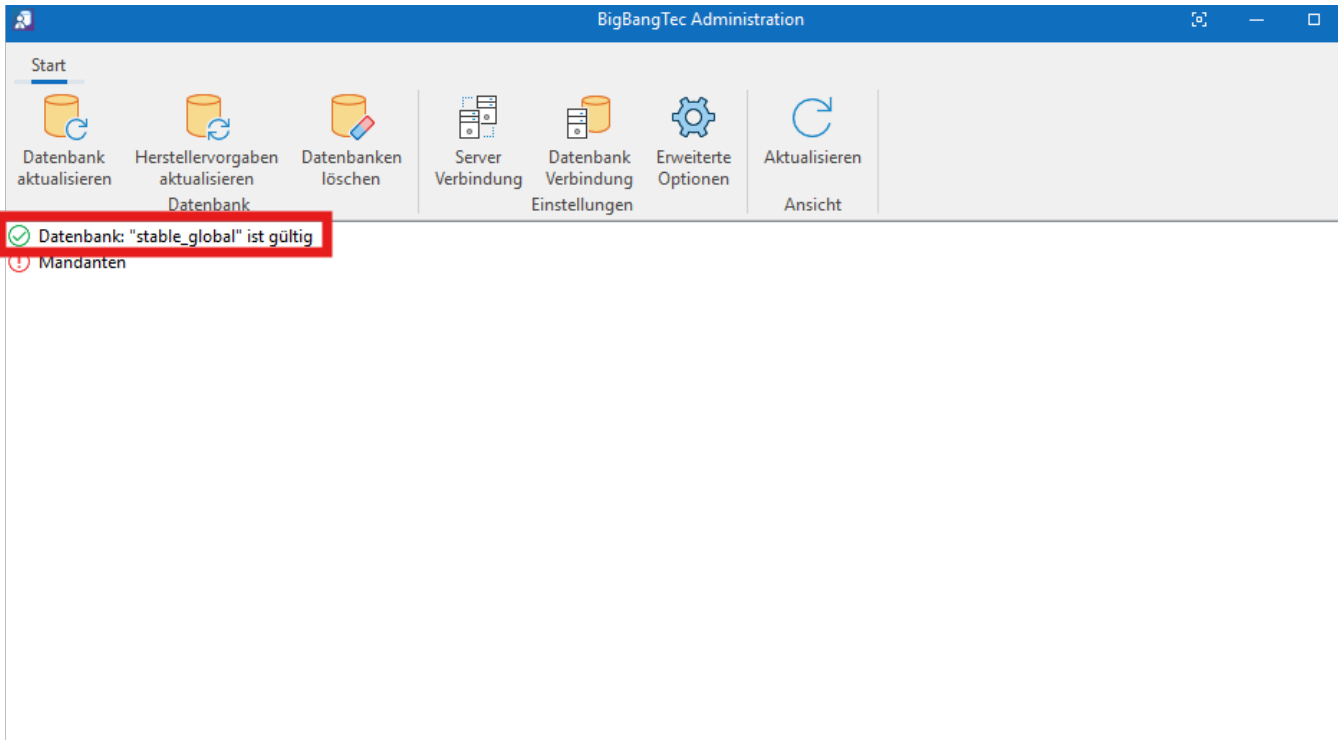 BigBangTec Administration
Start
Datenbank
aktualisieren
Herstellervorgaben
aktualisieren
Datenbanken
löschen
Datenbank
Server
Verbindung
Datenbank
Verbindung
Erweiterte
Optionen
Einstellungen
Aktualisieren
Ansicht
Datenbank: "stable_global" ist gültig
Mandanten